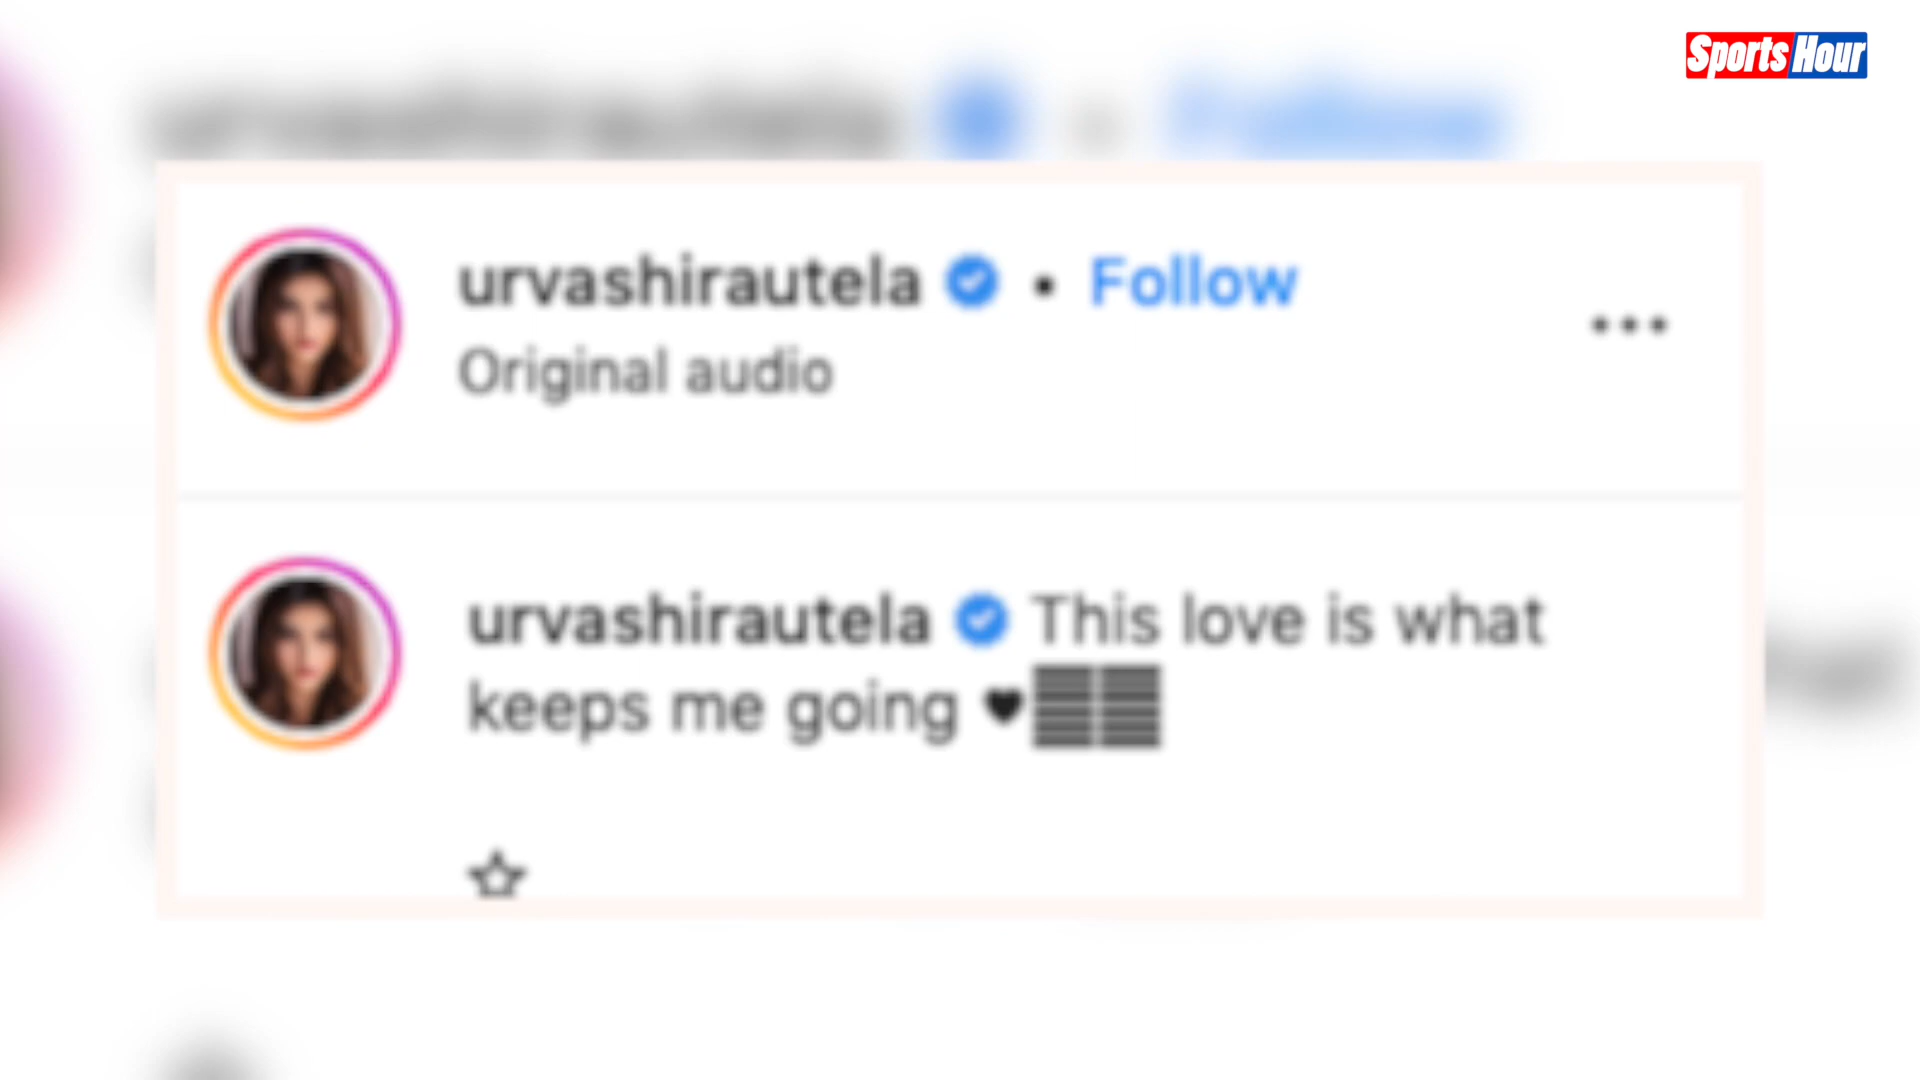 Sports Hour
urvashirautela • Follow
Original audio
urvashirautela This love is what
keeps me going ♥